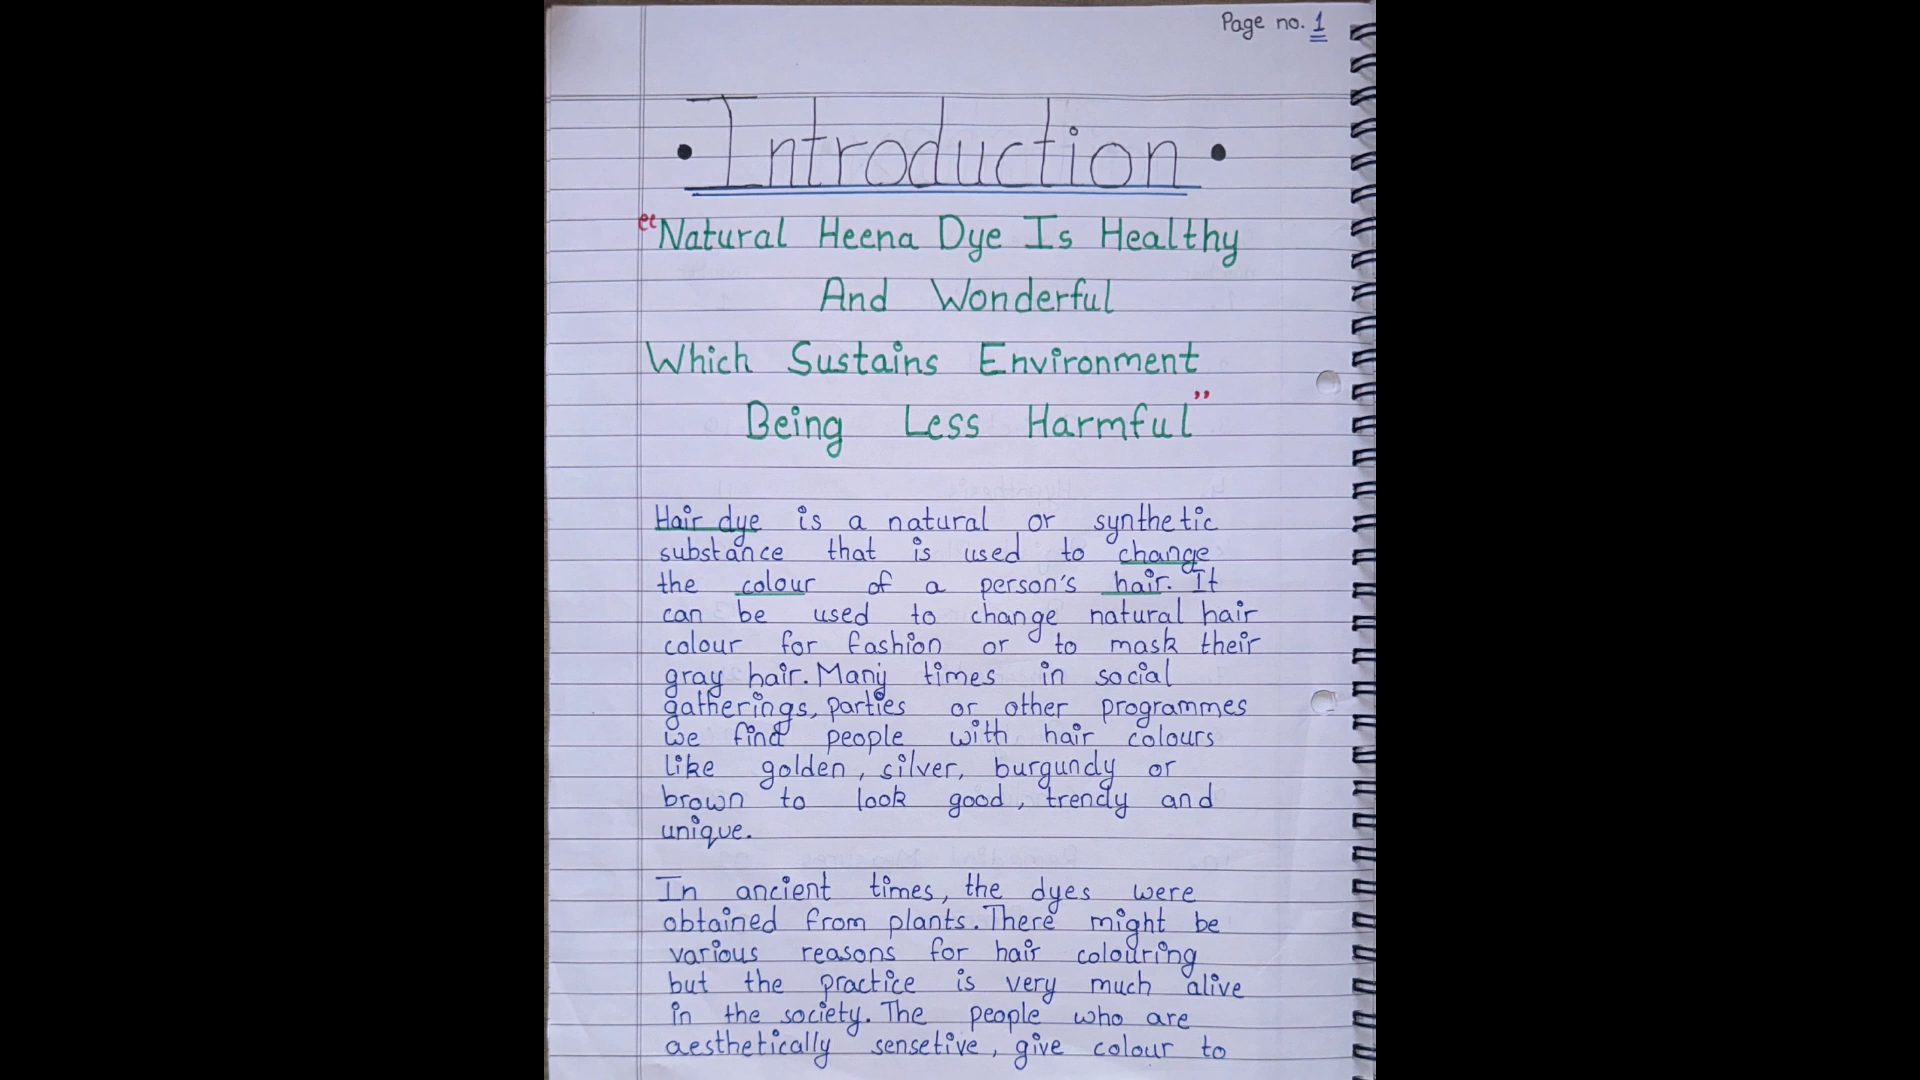 Page no. 1
• Introduction •
"Natural Heena Dye Is Healthy
And Wonderful
Which Sustains Environment
Being Less Harmful"
Hair dye is a natural or synthetic
substance that is used to change
the colour of a person's hair. It
can be used to change natural hair
colour for fashion or to mask their
gray hair. Many times in social
gatherings, parties or other programmes
we find people with hair colours
like golden, silver, burgundy or
brown to look good, trendy and
unique.
In ancient times, the dyes were
obtained from plants. There might be
various reasons for hair colouring
but the practice is very much alive
in the society. The people who are
aesthetically sensetive, give colour to